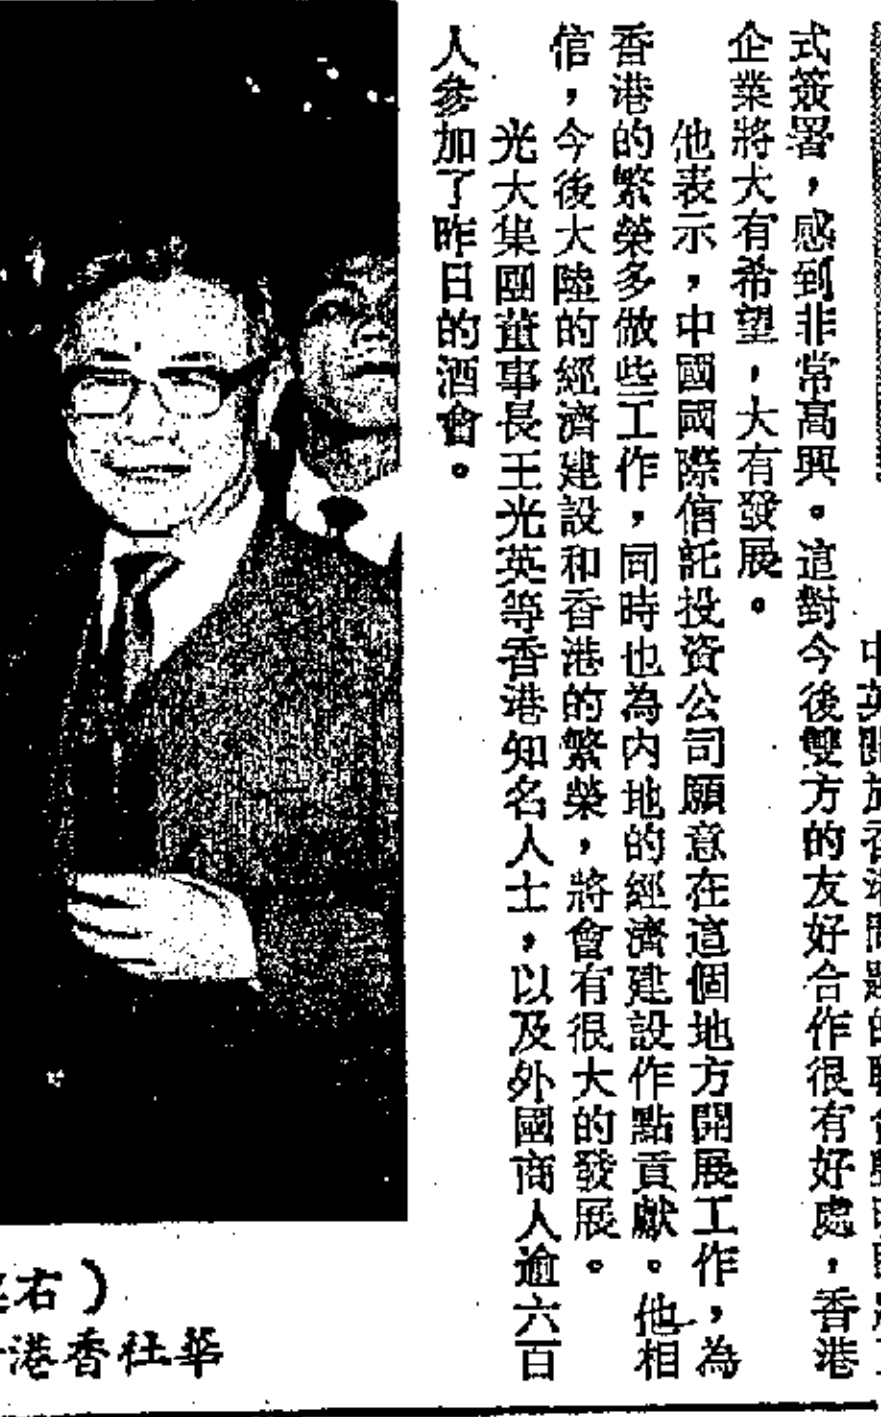 中英關於香港問題的聯合聲明
式簽署，感到非常高興。這對今後雙方的友好合作很有好處，香港
企業將大有希望，大有發展。
他表示，中國國際信託投資公司願意在這個地方開展工作，為
香港的繁榮多做些工作，同時也為內地的經濟建設作點貢獻。他相
信，今後大陸的經濟建設和香港的繁榮，將會有很大的發展。
光大集團董事長王光英等香港知名人士，以及外國商人逾六百
人參加了昨日的酒會。
右）
港香社華